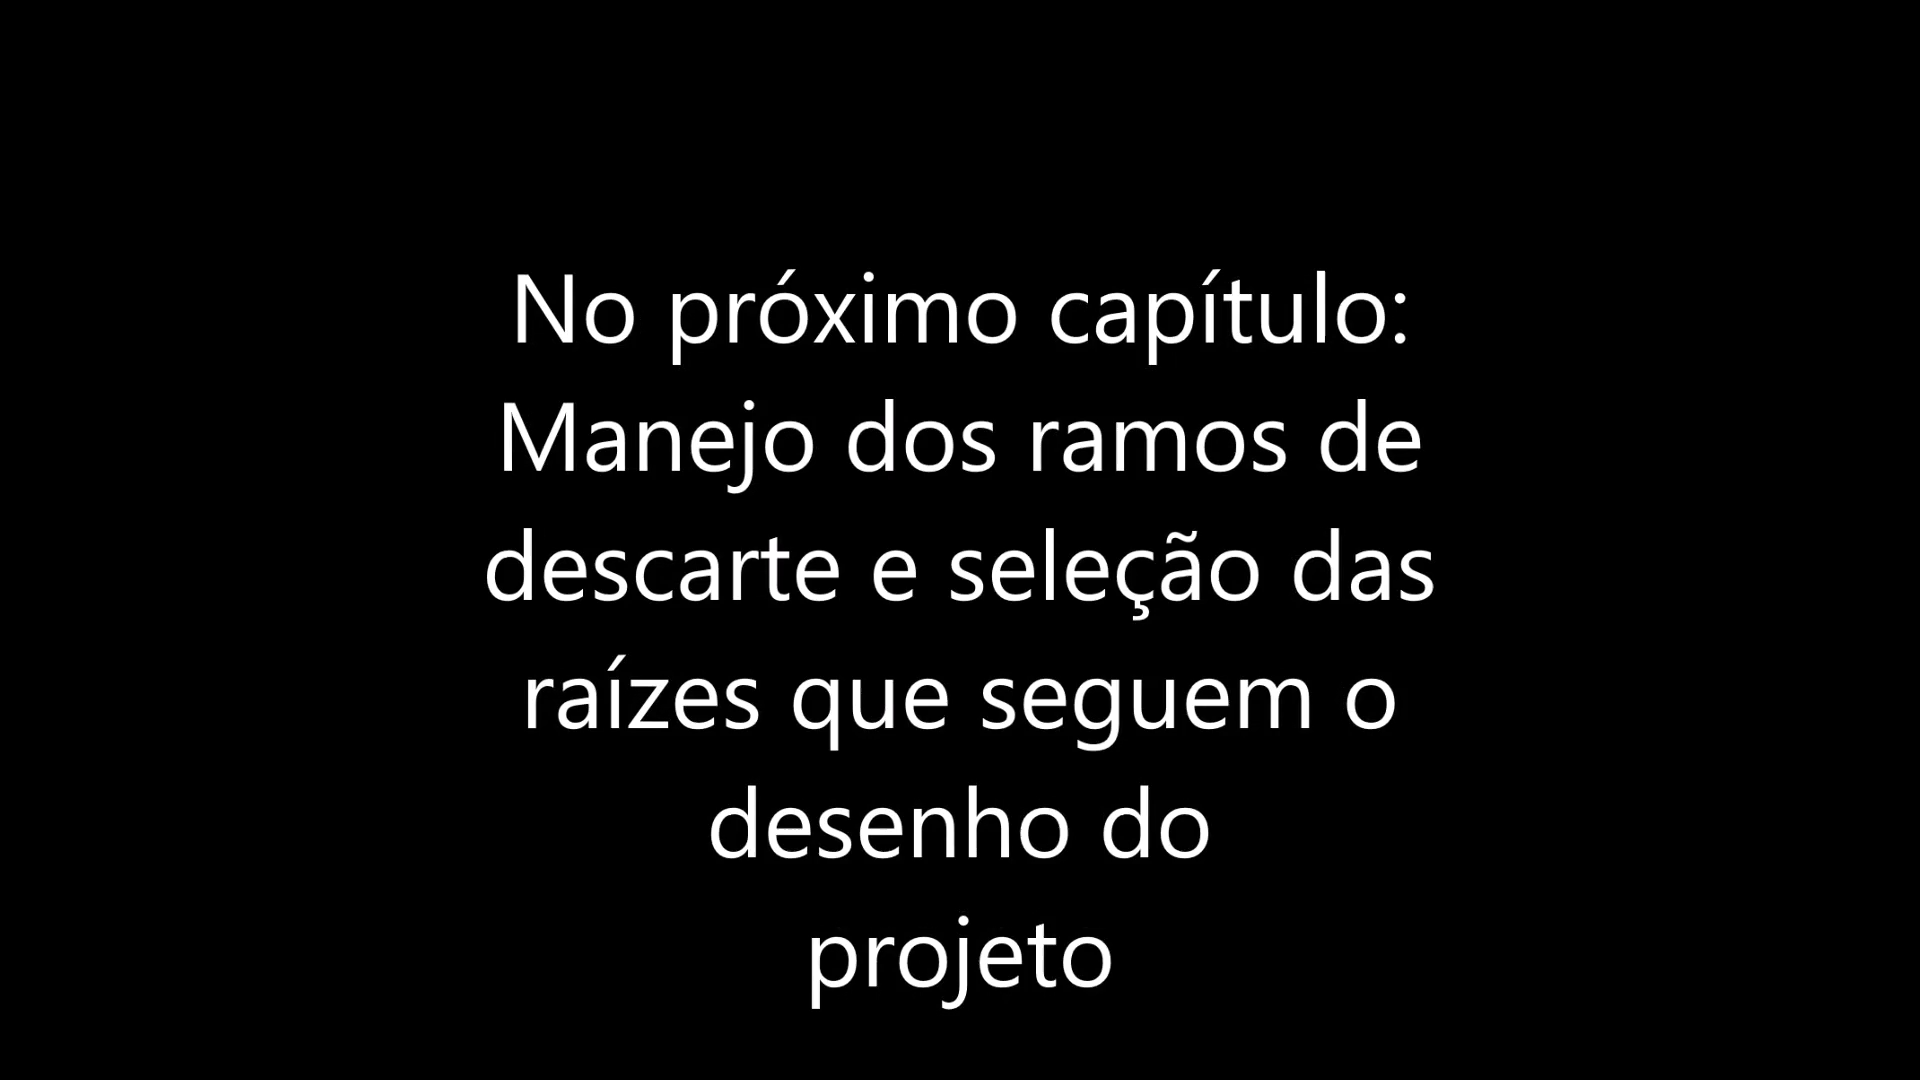 No próximo capítulo:
Manejo dos ramos de
descarte e seleção das
raízes que seguem o
desenho do
projeto